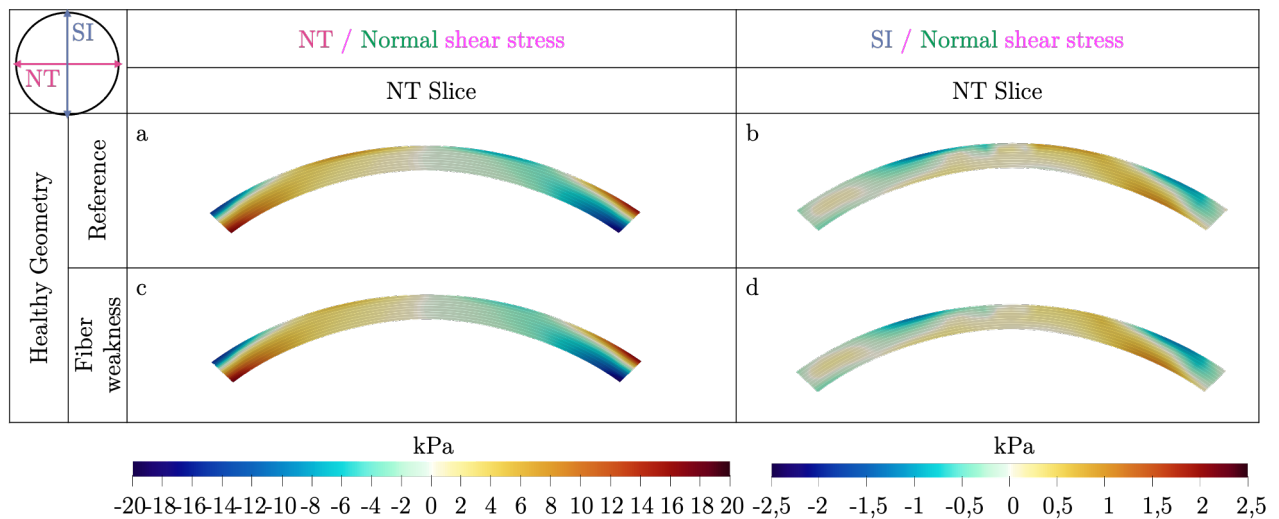 SI
NT
NT / Normal shear stress
SI / Normal shear stress
NT Slice
NT Slice
Healthy Geometry
Reference
a
b
Fiber
weakness
c
d
kPa
-20-18-16-14-12-10 -8 -6 -4 -2 0 2 4 6 8 10 12 14 16 18 20
kPa
-2,5 -2 -1,5 -1 -0,5 0 0,5 1 1,5 2 2,5